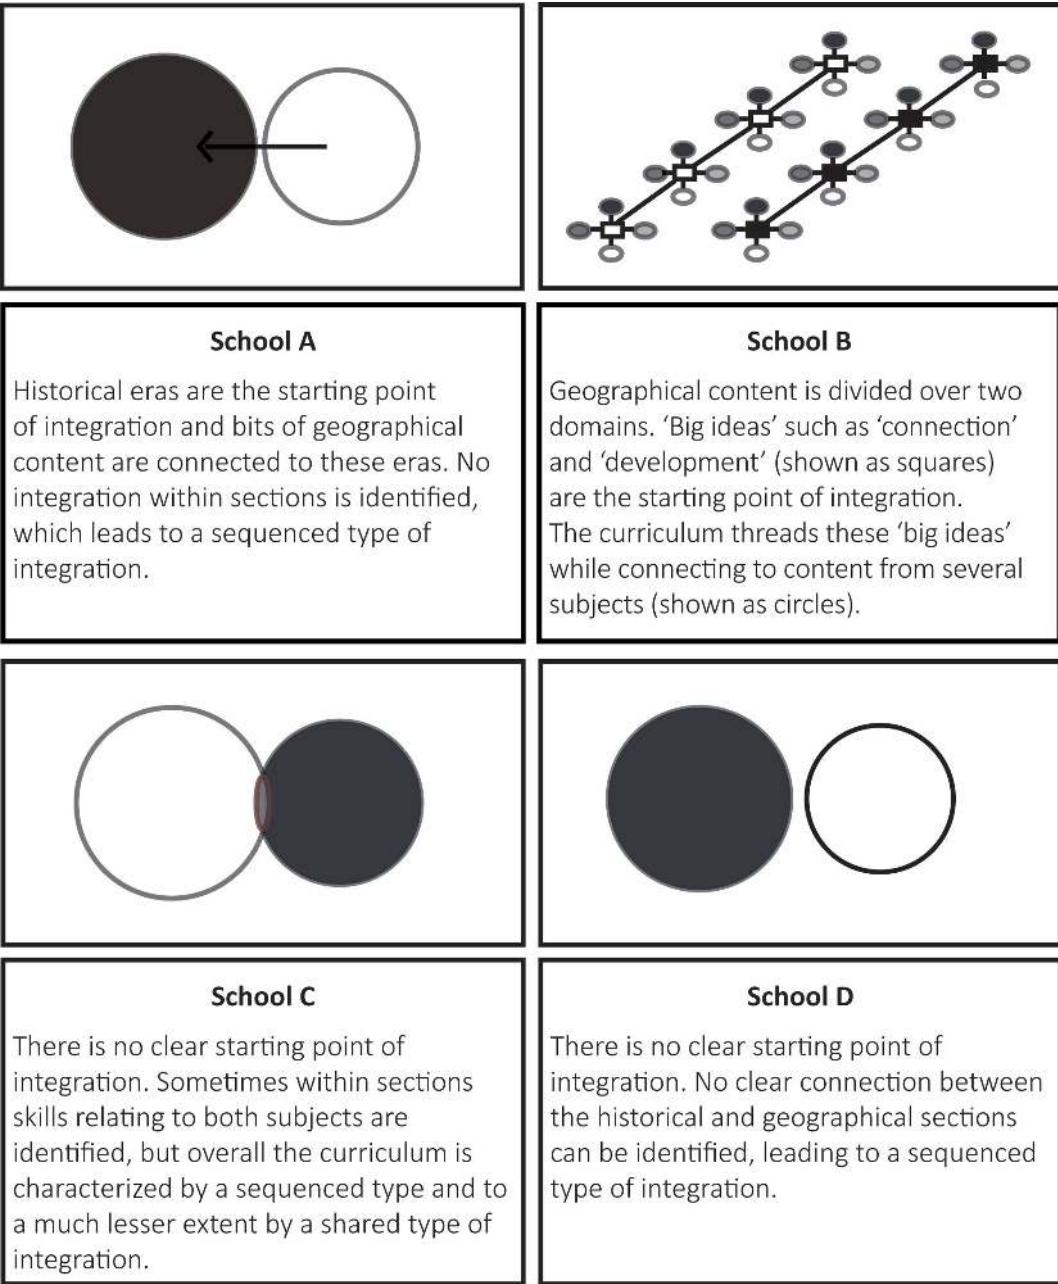 School A
Historical eras are the starting point
of integration and bits of geographical
content are connected to these eras. No
integration within sections is identified,
which leads to a sequenced type of
integration.
School B
Geographical content is divided over two
domains. ‘Big ideas’ such as ‘connection’
and ‘development’ (shown as squares)
are the starting point of integration.
The curriculum threads these ‘big ideas’
while connecting to content from several
subjects (shown as circles).
School C
There is no clear starting point of
integration. Sometimes within sections
skills relating to both subjects are
identified, but overall the curriculum is
characterized by a sequenced type and to
a much lesser extent by a shared type of
integration.
School D
There is no clear starting point of
integration. No clear connection between
the historical and geographical sections
can be identified, leading to a sequenced
type of integration.